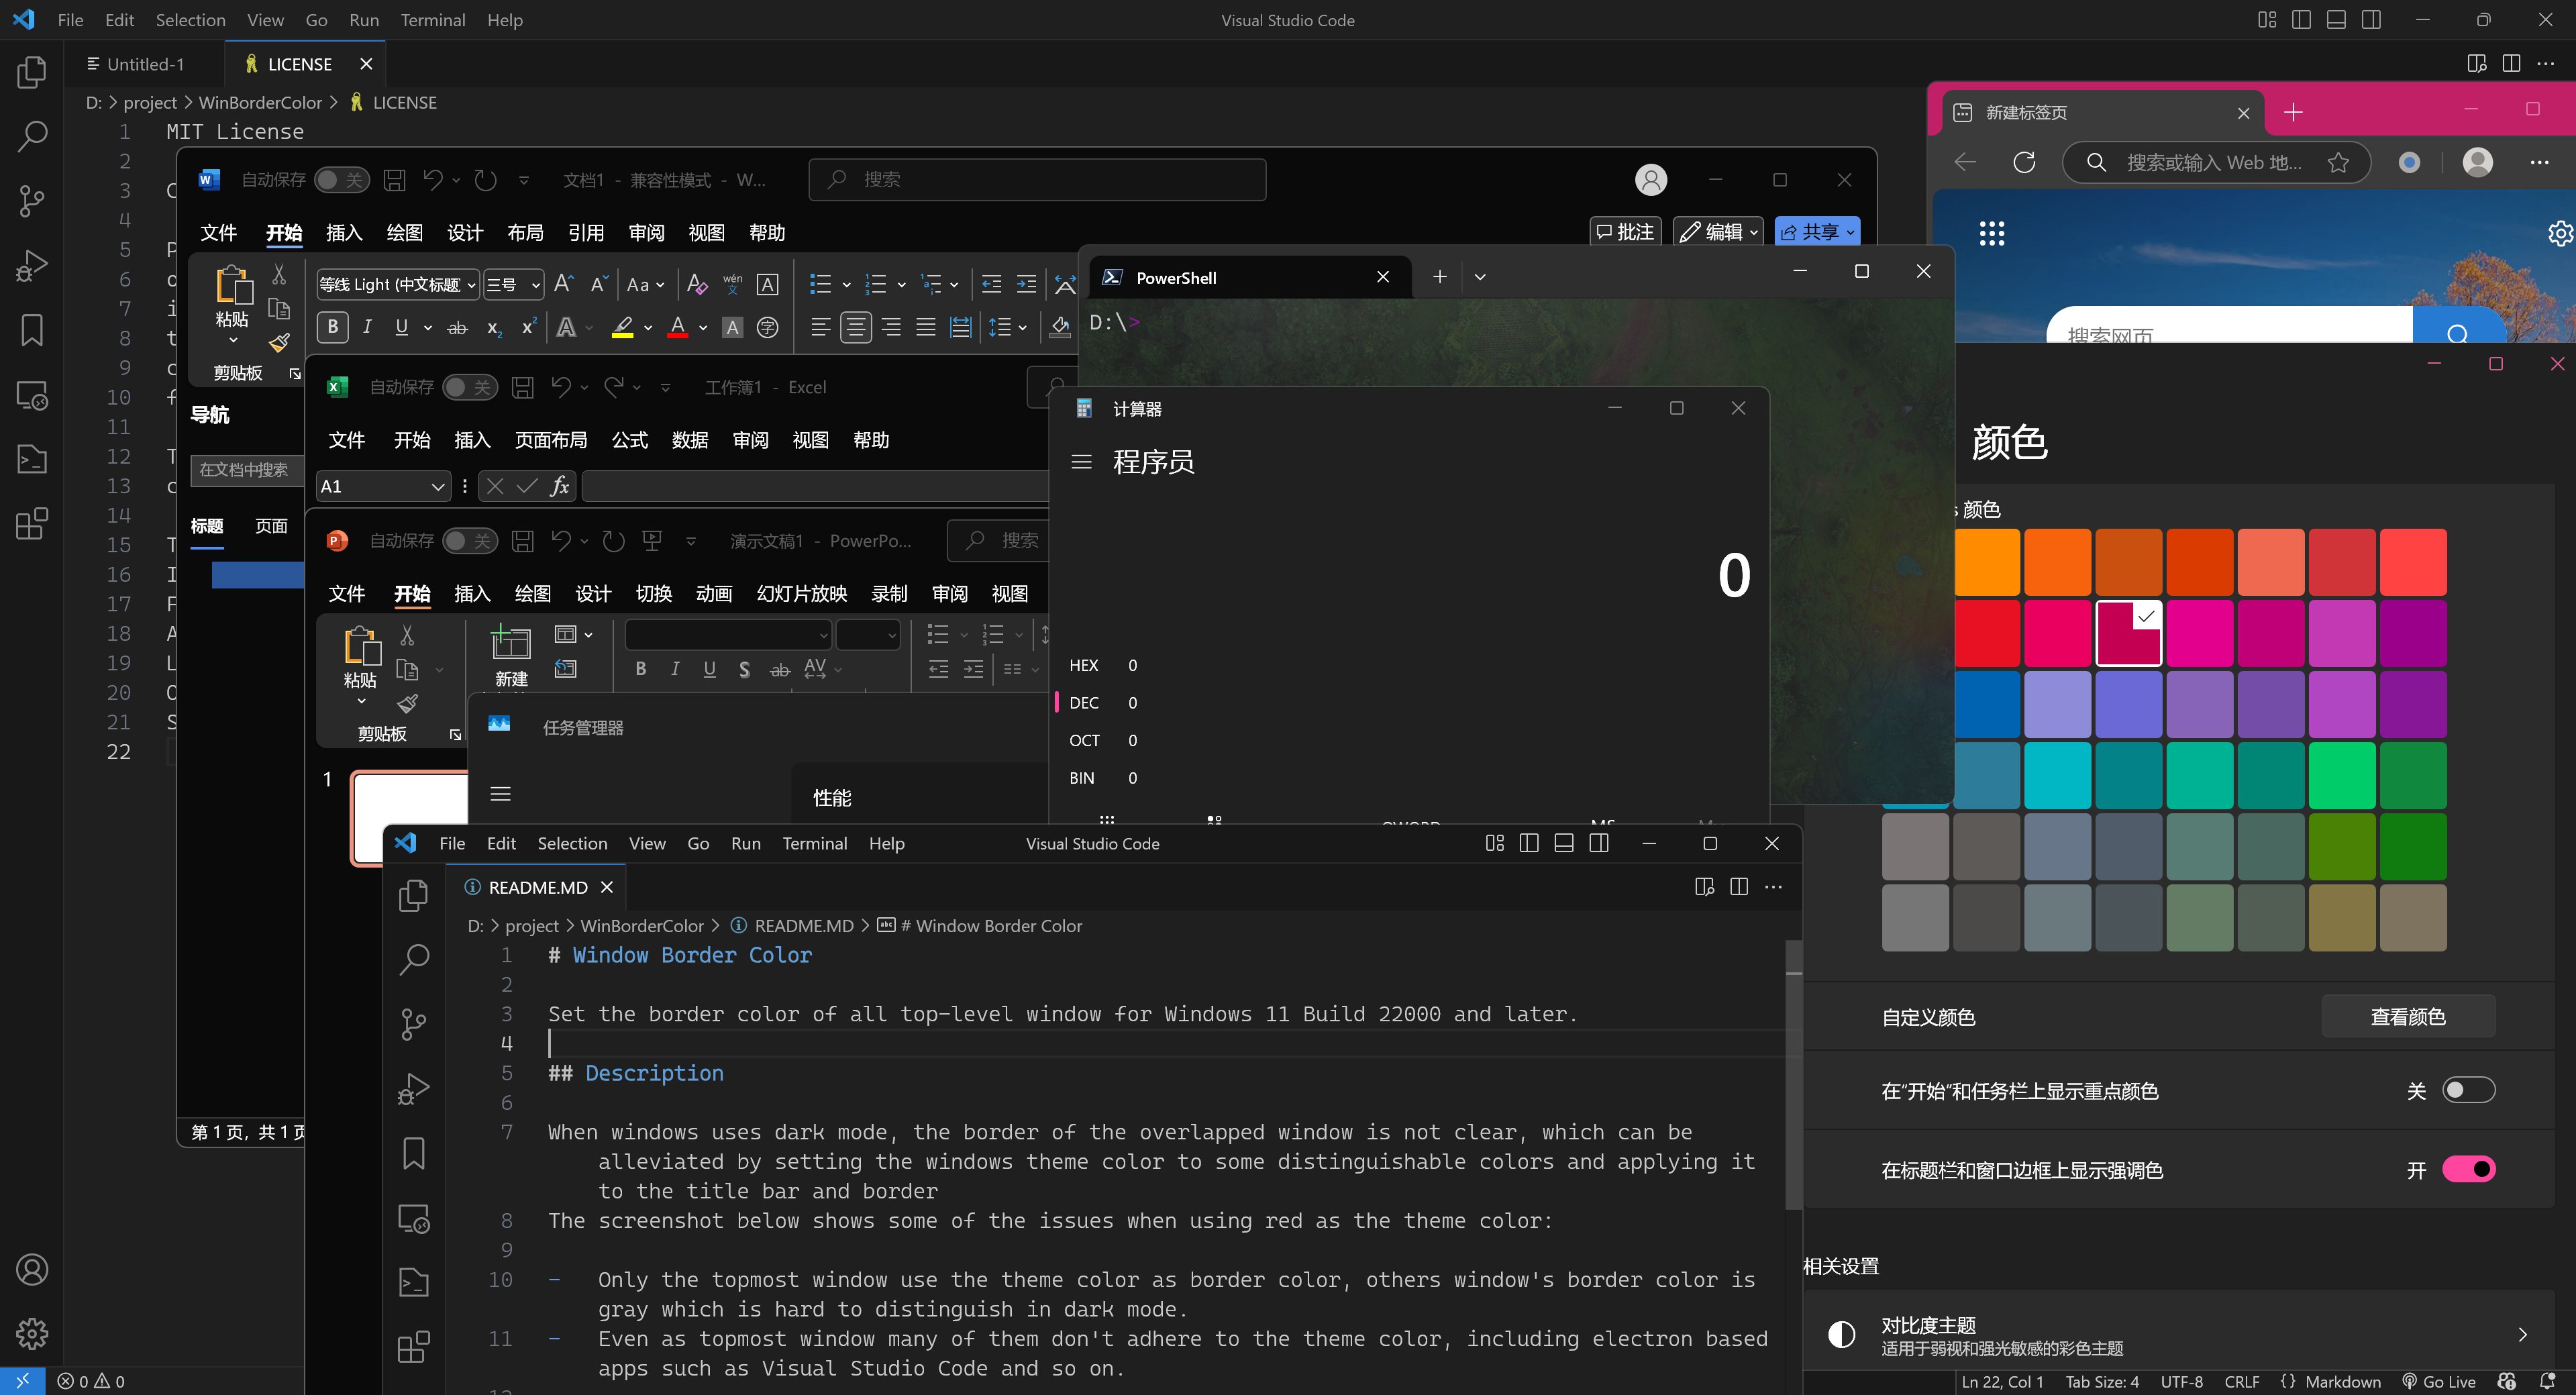 File Edit Selection View Go Run Terminal Help
Visual Studio Code
Untitled-1
LICENSE
D: > project > WinBorderColor > LICENSE
1 MIT License
2
3 C
4
5 P
6 o
7 i
8 t
9 c
10 f
11
12 T
13 c
14
15 T
16 I
17 F
18 A
19 L
20 O
21 S
22
0 0
Ln 22, Col 1 Tab Size: 4 UTF-8 CRLF {} Markdown Go Live
新建标签页
搜索或输入 Web 地...
搜索网页
自动保存 关
文档1 - 兼容性模式 - W...
搜索
文件 开始 插入 绘图 设计 布局 引用 审阅 视图 帮助
批注 编辑 共享
粘贴
剪贴板
等线 Light (中文标题 三号
Aa
wén
文
A
B I U ab x₂ x² A A A 字
导航
在文档中搜索
标题 页面
第 1 页，共 1 页
自动保存 关
工作簿1 - Excel
文件 开始 插入 页面布局 公式 数据 审阅 视图 帮助
A1
fx
自动保存 关
演示文稿1 - PowerPo...
搜索
文件 开始 插入 绘图 设计 切换 动画 幻灯片放映 录制 审阅 视图
粘贴
剪贴板
新建
B I U S ab AV
1
任务管理器
性能
PowerShell
D:\>
计算器
程序员
0
HEX 0
DEC 0
OCT 0
BIN 0
QWORD MS
颜色
s 颜色
自定义颜色
查看颜色
在“开始”和任务栏上显示重点颜色 关
在标题栏和窗口边框上显示强调色 开
相关设置
对比度主题
适用于弱视和强光敏感的彩色主题
File Edit Selection View Go Run Terminal Help
Visual Studio Code
README.MD
D: > project > WinBorderColor > README.MD > # Window Border Color
1 # Window Border Color
2
3 Set the border color of all top-level window for Windows 11 Build 22000 and later.
4
5 ## Description
6
7 When windows uses dark mode, the border of the overlapped window is not clear, which can be
alleviated by setting the windows theme color to some distinguishable colors and applying it
to the title bar and border
8 The screenshot below shows some of the issues when using red as the theme color:
9
10 - Only the topmost window use the theme color as border color, others window's border color is
gray which is hard to distinguish in dark mode.
11 - Even as topmost window many of them don't adhere to the theme color, including electron based
apps such as Visual Studio Code and so on.